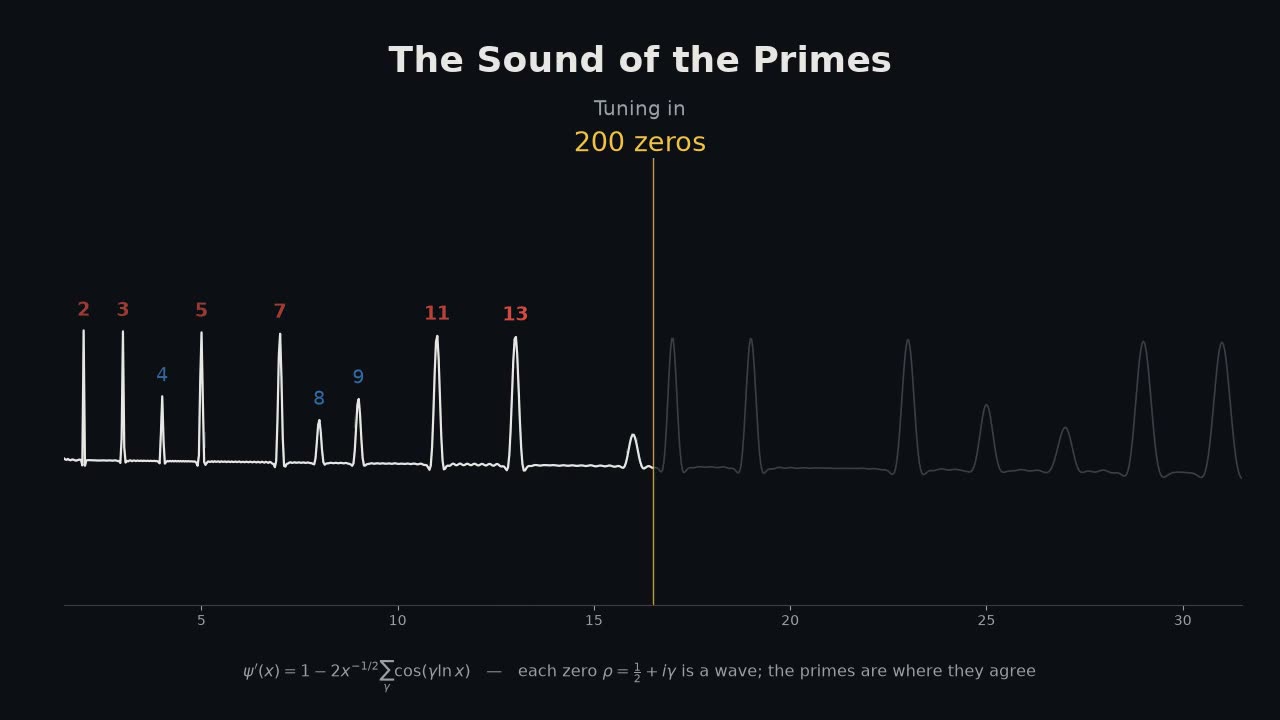 The Sound of the Primes
Tuning in
200 zeros
2 3 5 7 11 13
4 8 9
5 10 15 20 25 30
ψ′(x) = 1 − 2x^{−1/2} ∑_γ cos(γ ln x) — each zero ρ = ½ + iγ is a wave; the primes are where they agree